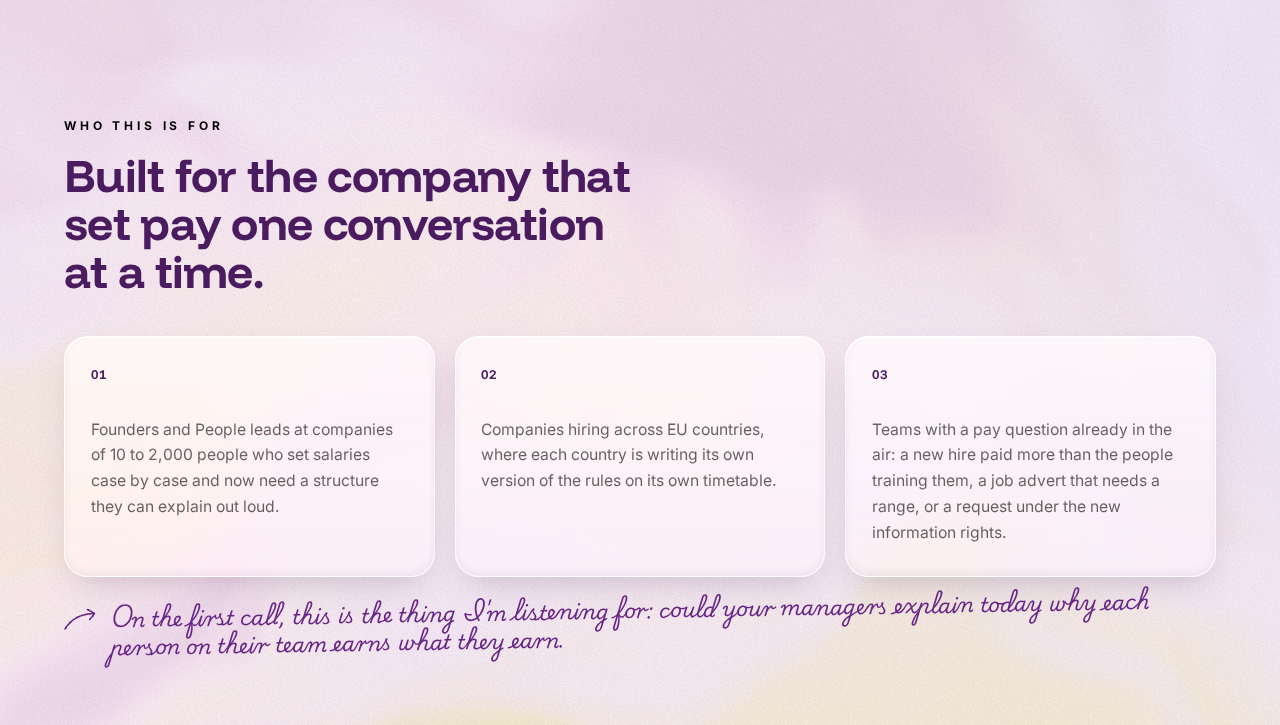 WHO THIS IS FOR
Built for the company that
set pay one conversation
at a time.
01
Founders and People leads at companies
of 10 to 2,000 people who set salaries
case by case and now need a structure
they can explain out loud.
02
Companies hiring across EU countries,
where each country is writing its own
version of the rules on its own timetable.
03
Teams with a pay question already in the
air: a new hire paid more than the people
training them, a job advert that needs a
range, or a request under the new
information rights.
On the first call, this is the thing I'm listening for: could your managers explain today why each
person on their team earns what they earn.